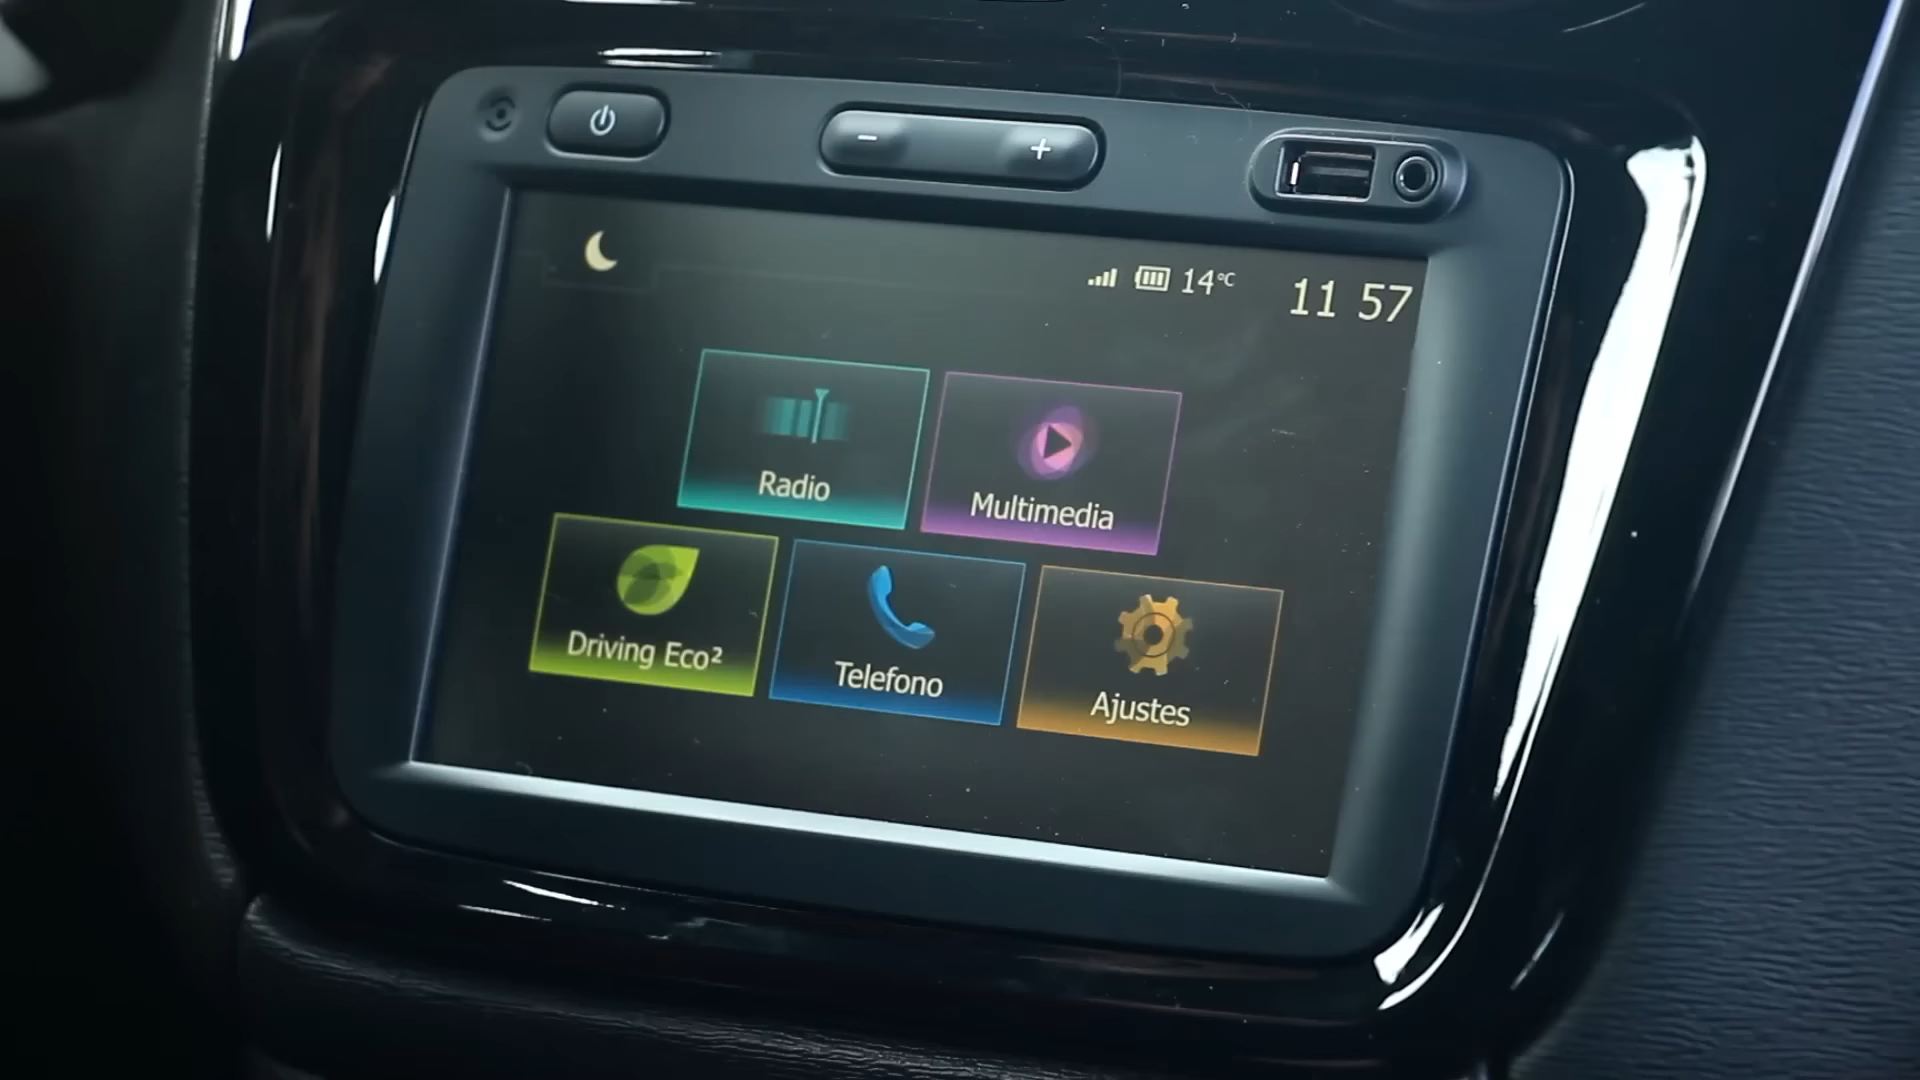 14°C 11 57
Radio
Multimedia
Driving Eco²
Telefono
Ajustes